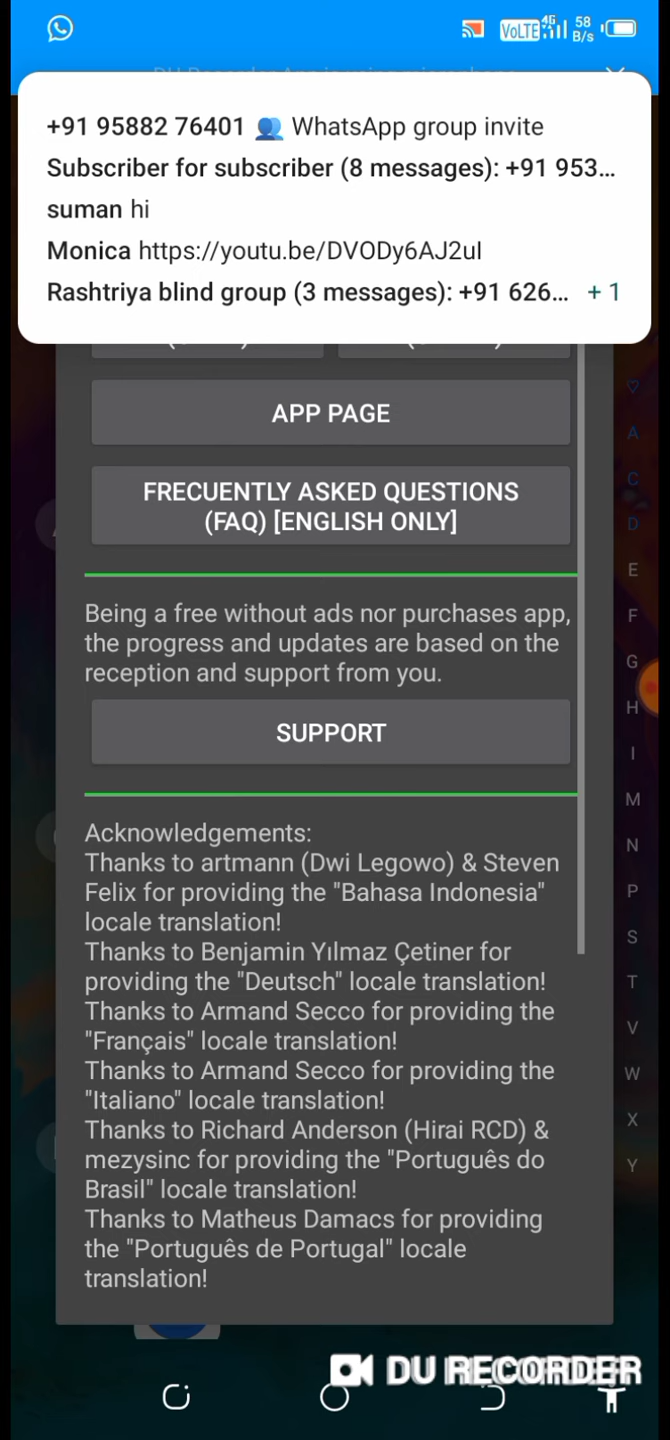 VoLTE 4G 58 B/s
+91 95882 76401 👥 WhatsApp group invite
Subscriber for subscriber (8 messages): +91 953...
suman hi
Monica https://youtu.be/DVODy6AJ2uI
Rashtriya blind group (3 messages): +91 626... + 1
APP PAGE
FRECUENTLY ASKED QUESTIONS
(FAQ) [ENGLISH ONLY]
Being a free without ads nor purchases app,
the progress and updates are based on the
reception and support from you.
SUPPORT
Acknowledgements:
Thanks to artmann (Dwi Legowo) & Steven
Felix for providing the "Bahasa Indonesia"
locale translation!
Thanks to Benjamin Yılmaz Çetiner for
providing the "Deutsch" locale translation!
Thanks to Armand Secco for providing the
"Français" locale translation!
Thanks to Armand Secco for providing the
"Italiano" locale translation!
Thanks to Richard Anderson (Hirai RCD) &
mezysinc for providing the "Português do
Brasil" locale translation!
Thanks to Matheus Damacs for providing
the "Português de Portugal" locale
translation!
A
C
D
E
F
G
H
I
M
N
P
S
T
V
W
X
Y
DU RECORDER